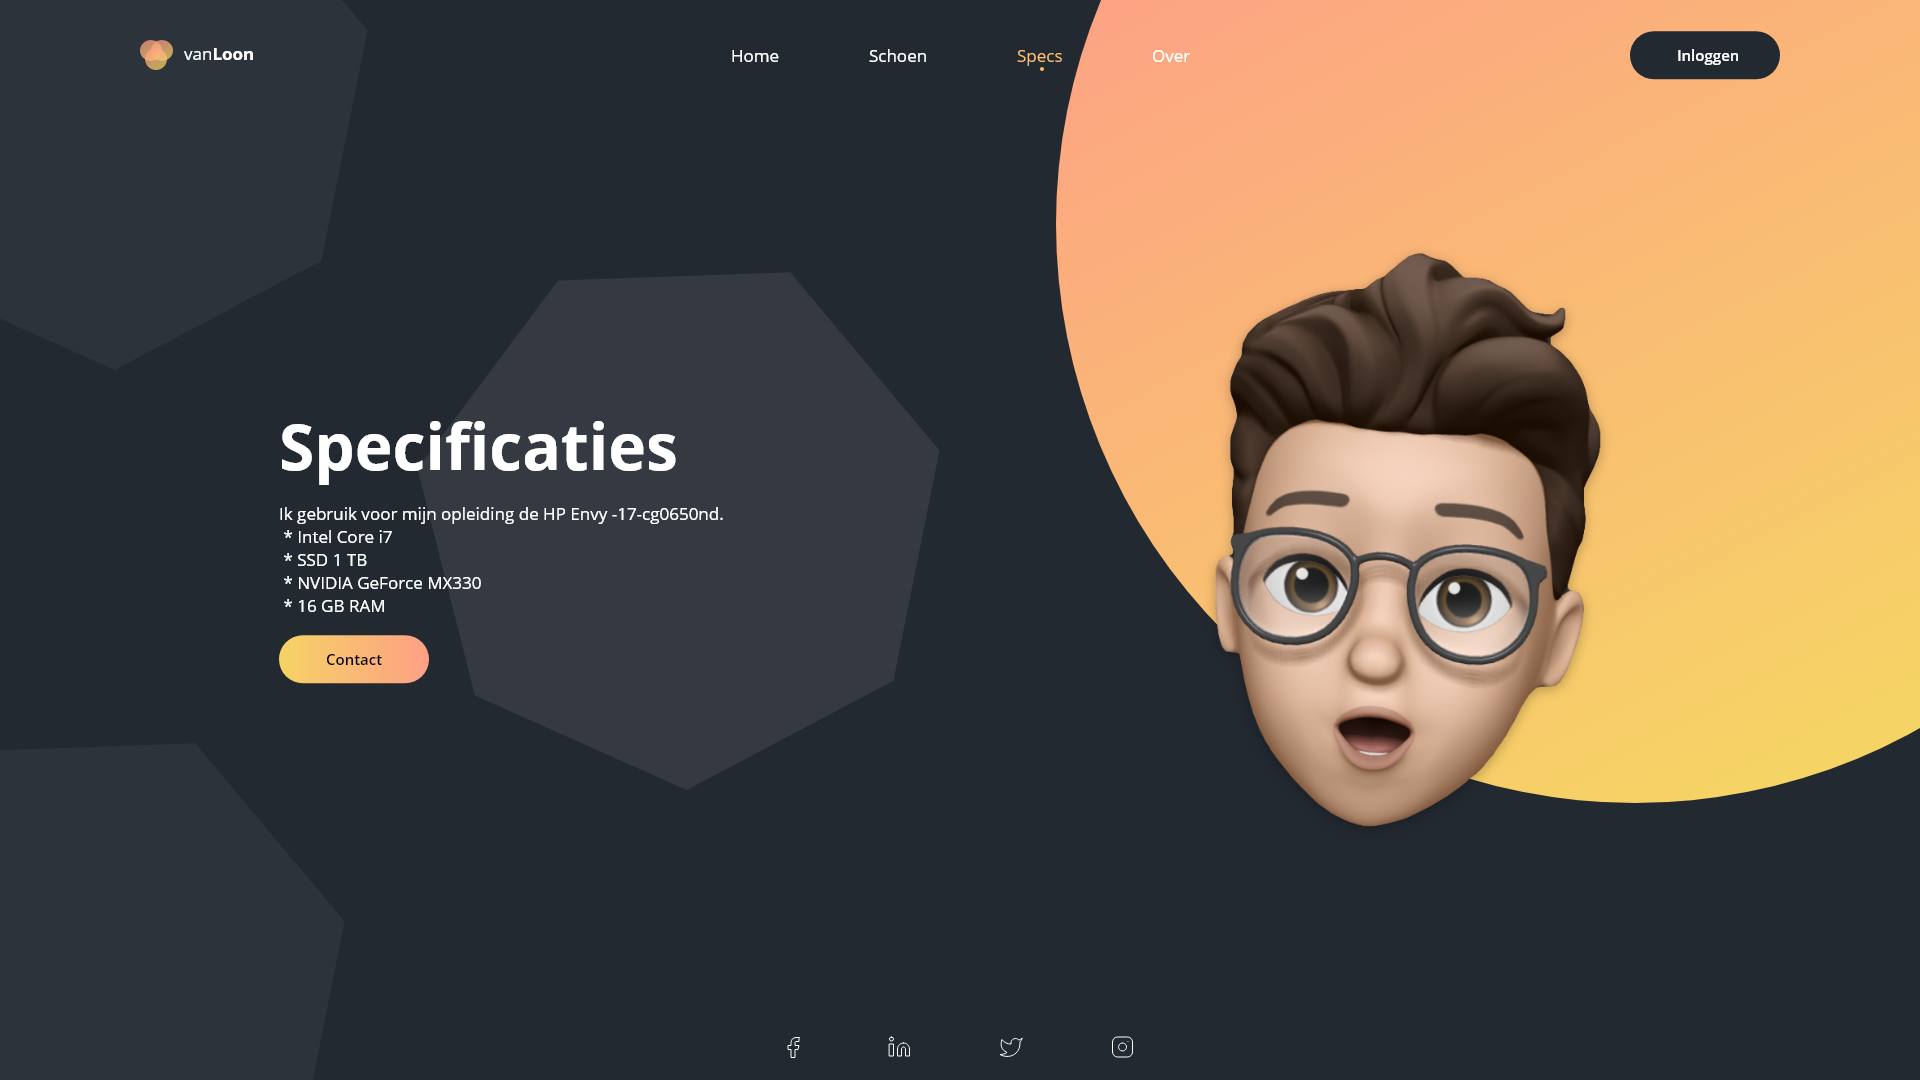 vanLoon
Home
Schoen
Specs
Over
Inloggen
Specificaties
Ik gebruik voor mijn opleiding de HP Envy -17-cg0650nd.
* Intel Core i7
* SSD 1 TB
* NVIDIA GeForce MX330
* 16 GB RAM
Contact